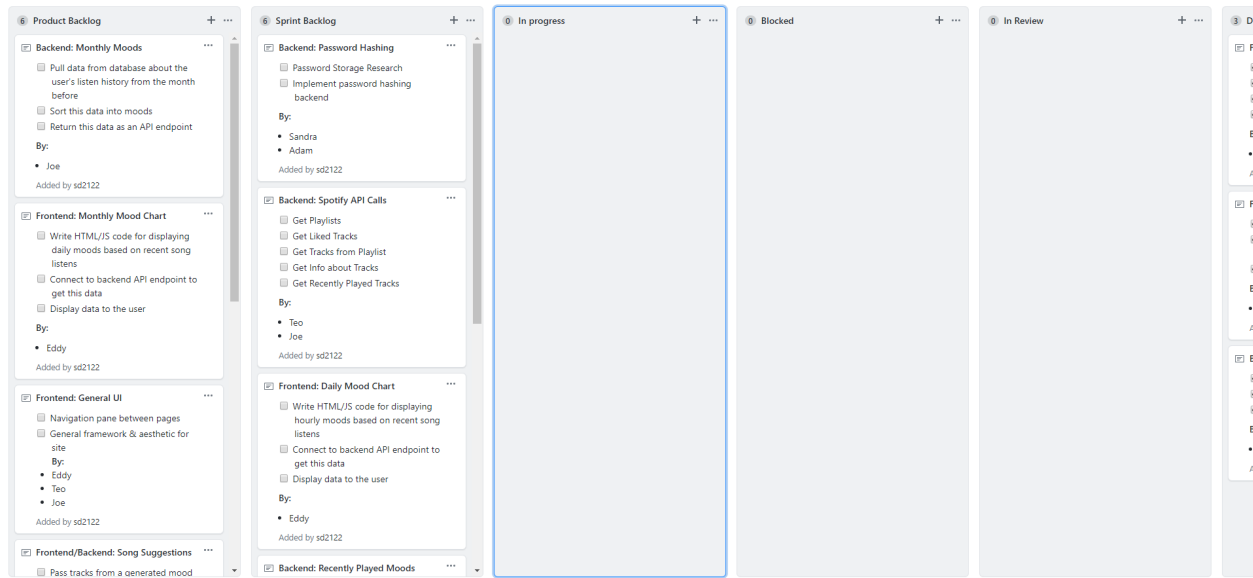 6 Product Backlog
Backend: Monthly Moods
Pull data from database about the
user's listen history from the month
before
Sort this data into moods
Return this data as an API endpoint
By:
Joe
Added by sd2122
Frontend: Monthly Mood Chart
Write HTML/JS code for displaying
daily moods based on recent song
listens
Connect to backend API endpoint to
get this data
Display data to the user
By:
Eddy
Added by sd2122
Frontend: General UI
Navigation pane between pages
General framework & aesthetic for
site
By:
Eddy
Teo
Joe
Added by sd2122
Frontend/Backend: Song Suggestions
Pass tracks from a generated mood
6 Sprint Backlog
Backend: Password Hashing
Password Storage Research
Implement password hashing
backend
By:
Sandra
Adam
Added by sd2122
Backend: Spotify API Calls
Get Playlists
Get Liked Tracks
Get Tracks from Playlist
Get Info about Tracks
Get Recently Played Tracks
By:
Teo
Joe
Added by sd2122
Frontend: Daily Mood Chart
Write HTML/JS code for displaying
hourly moods based on recent song
listens
Connect to backend API endpoint to
get this data
Display data to the user
By:
Eddy
Added by sd2122
Backend: Recently Played Moods
0 In progress
0 Blocked
0 In Review
3